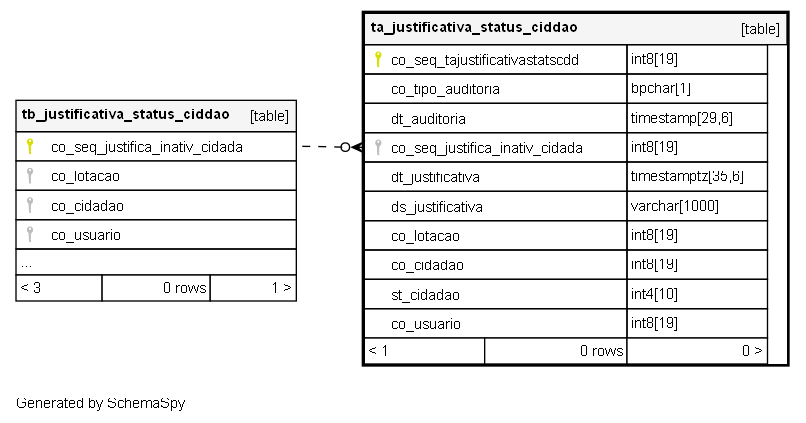 tb_justificativa_status_ciddao [table]
co_seq_justifica_inativ_cidada
co_lotacao
co_cidadao
co_usuario
...
< 3 0 rows 1 >
ta_justificativa_status_ciddao [table]
co_seq_tajustificativastatscdd int8[19]
co_tipo_auditoria bpchar[1]
dt_auditoria timestamp[29,6]
co_seq_justifica_inativ_cidada int8[19]
dt_justificativa timestamptz[35,6]
ds_justificativa varchar[1000]
co_lotacao int8[19]
co_cidadao int8[19]
st_cidadao int4[10]
co_usuario int8[19]
< 1 0 rows 0 >
Generated by SchemaSpy